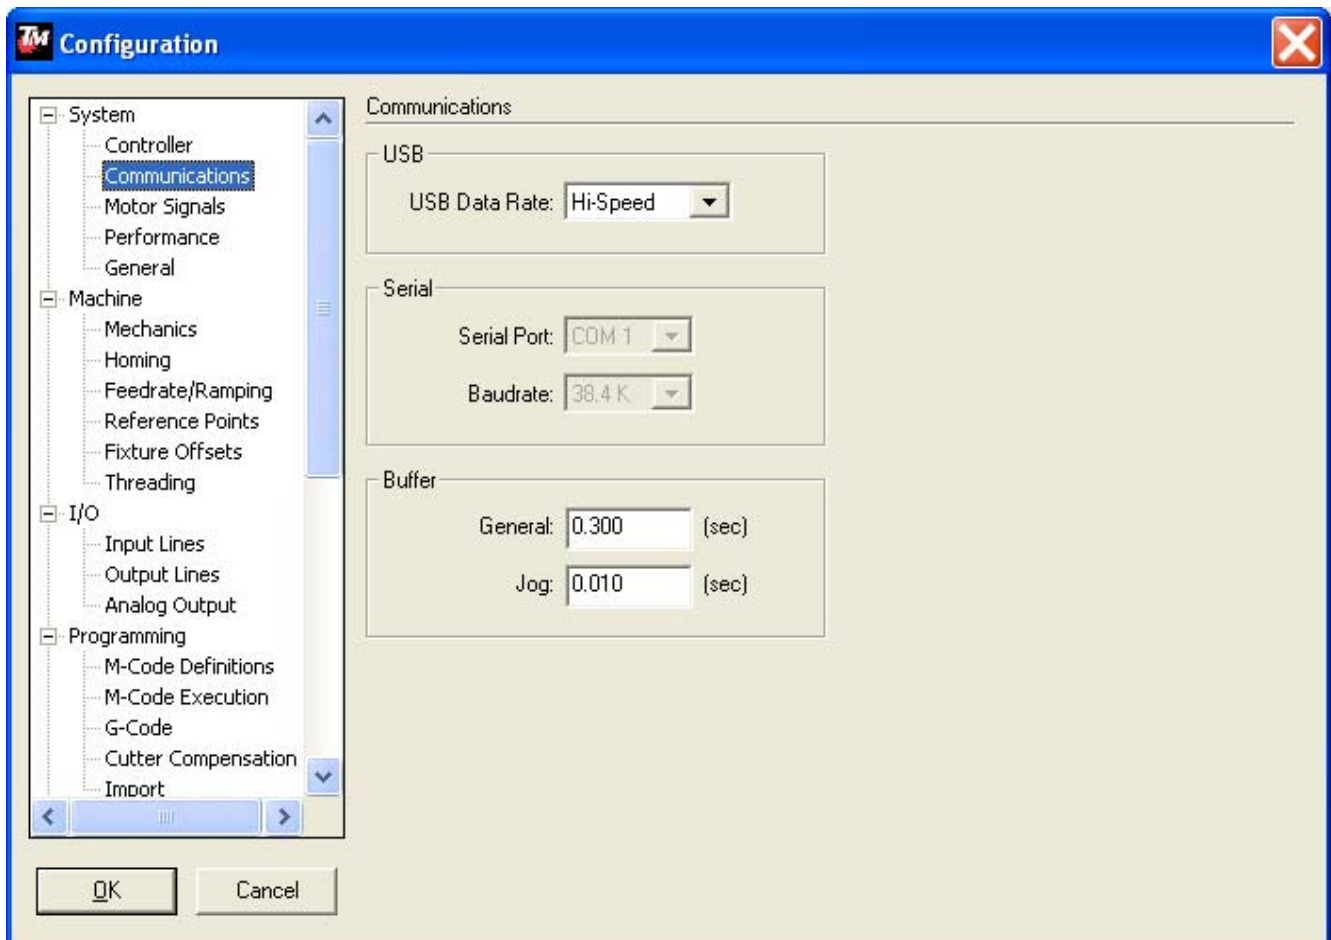 TM Configuration
System
Controller
Communications
Motor Signals
Performance
General
Machine
Mechanics
Homing
Feedrate/Ramping
Reference Points
Fixture Offsets
Threading
I/O
Input Lines
Output Lines
Analog Output
Programming
M-Code Definitions
M-Code Execution
G-Code
Cutter Compensation
Import
OK Cancel
Communications
USB
USB Data Rate: Hi-Speed
Serial
Serial Port: COM 1
Baudrate: 38.4 K
Buffer
General: 0.300 (sec)
Jog: 0.010 (sec)